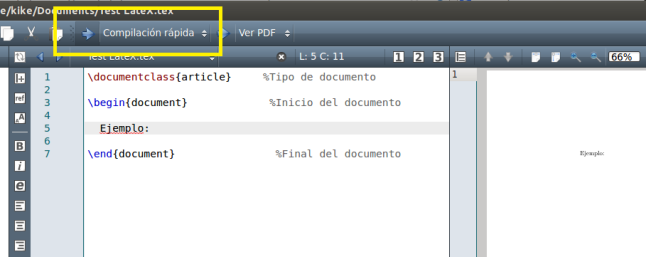 e/kike/Documents/Test LateX.tex
Compilación rápida
Ver PDF
Test LateX.tex
L: 5 C: 11
1 2 3
66%
1 \documentclass{article} %Tipo de documento
2
3 \begin{document} %Inicio del documento
4
5 Ejemplo:
6
7 \end{document} %Final del documento
ref
B
i
e
1
Ejemplo: